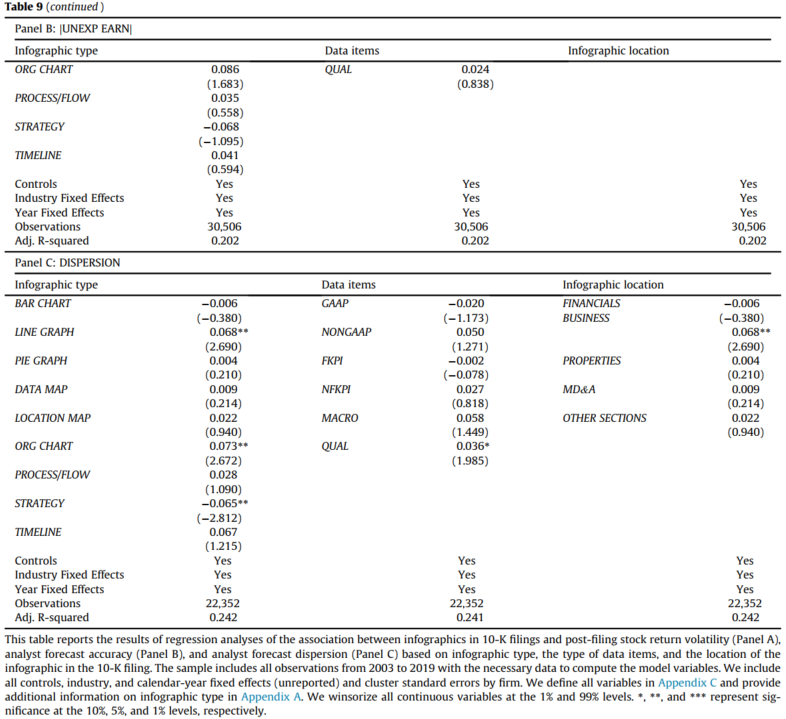 Table 9 (continued )
Panel B: |UNEXP EARN|
Infographic type Data items Infographic location
ORG CHART 0.086 QUAL 0.024
(1.683) (0.838)
PROCESS/FLOW 0.035
(0.558)
STRATEGY −0.068
(−1.095)
TIMELINE 0.041
(0.594)
Controls Yes Yes Yes
Industry Fixed Effects Yes Yes Yes
Year Fixed Effects Yes Yes Yes
Observations 30,506 30,506 30,506
Adj. R-squared 0.202 0.202 0.202
Panel C: DISPERSION
Infographic type Data items Infographic location
BAR CHART −0.006 GAAP −0.020 FINANCIALS −0.006
(−0.380) (−1.173) BUSINESS (−0.380)
LINE GRAPH 0.068** NONGAAP 0.050 0.068**
(2.690) (1.271) (2.690)
PIE GRAPH 0.004 FKPI −0.002 PROPERTIES 0.004
(0.210) (−0.078) (0.210)
DATA MAP 0.009 NFKPI 0.027 MD&A 0.009
(0.214) (0.818) (0.214)
LOCATION MAP 0.022 MACRO 0.058 OTHER SECTIONS 0.022
(0.940) (1.449) (0.940)
ORG CHART 0.073** QUAL 0.036*
(2.672) (1.985)
PROCESS/FLOW 0.028
(1.090)
STRATEGY −0.065**
(−2.812)
TIMELINE 0.067
(1.215)
Controls Yes Yes Yes
Industry Fixed Effects Yes Yes Yes
Year Fixed Effects Yes Yes Yes
Observations 22,352 22,352 22,352
Adj. R-squared 0.242 0.241 0.242
This table reports the results of regression analyses of the association between infographics in 10-K filings and post-filing stock return volatility (Panel A),
analyst forecast accuracy (Panel B), and analyst forecast dispersion (Panel C) based on infographic type, the type of data items, and the location of the
infographic in the 10-K filing. The sample includes all observations from 2003 to 2019 with the necessary data to compute the model variables. We include
all controls, industry, and calendar-year fixed effects (unreported) and cluster standard errors by firm. We define all variables in Appendix C and provide
additional information on infographic type in Appendix A. We winsorize all continuous variables at the 1% and 99% levels. *, **, and *** represent sig-
nificance at the 10%, 5%, and 1% levels, respectively.